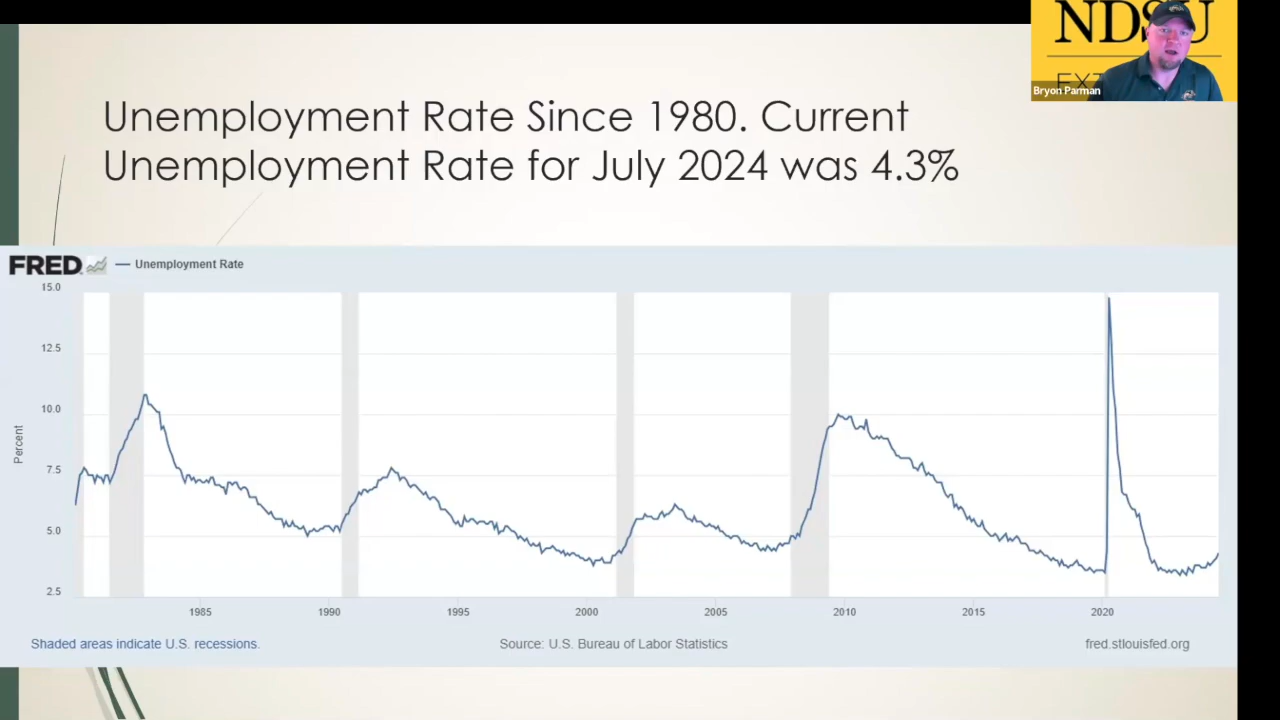 NDSU
EXT
Bryon Parman
Unemployment Rate Since 1980. Current
Unemployment Rate for July 2024 was 4.3%
FRED
Unemployment Rate
15.0
12.5
10.0
7.5
5.0
2.5
Percent
1985 1990 1995 2000 2005 2010 2015 2020
Shaded areas indicate U.S. recessions. Source: U.S. Bureau of Labor Statistics fred.stlouisfed.org